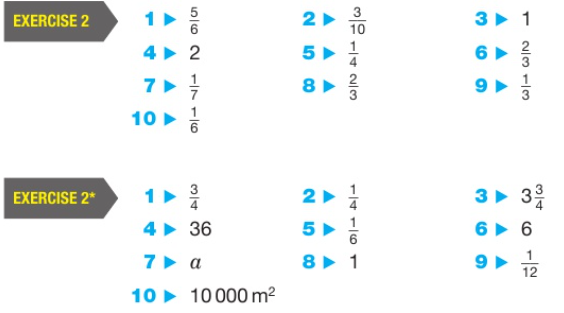 EXERCISE 2 1 ▶ 5/6 2 ▶ 3/10 3 ▶ 1
4 ▶ 2 5 ▶ 1/4 6 ▶ 2/3
7 ▶ 1/7 8 ▶ 2/3 9 ▶ 1/3
10 ▶ 1/6
EXERCISE 2* 1 ▶ 3/4 2 ▶ 1/4 3 ▶ 3 3/4
4 ▶ 36 5 ▶ 1/6 6 ▶ 6
7 ▶ a 8 ▶ 1 9 ▶ 1/12
10 ▶ 10 000 m²